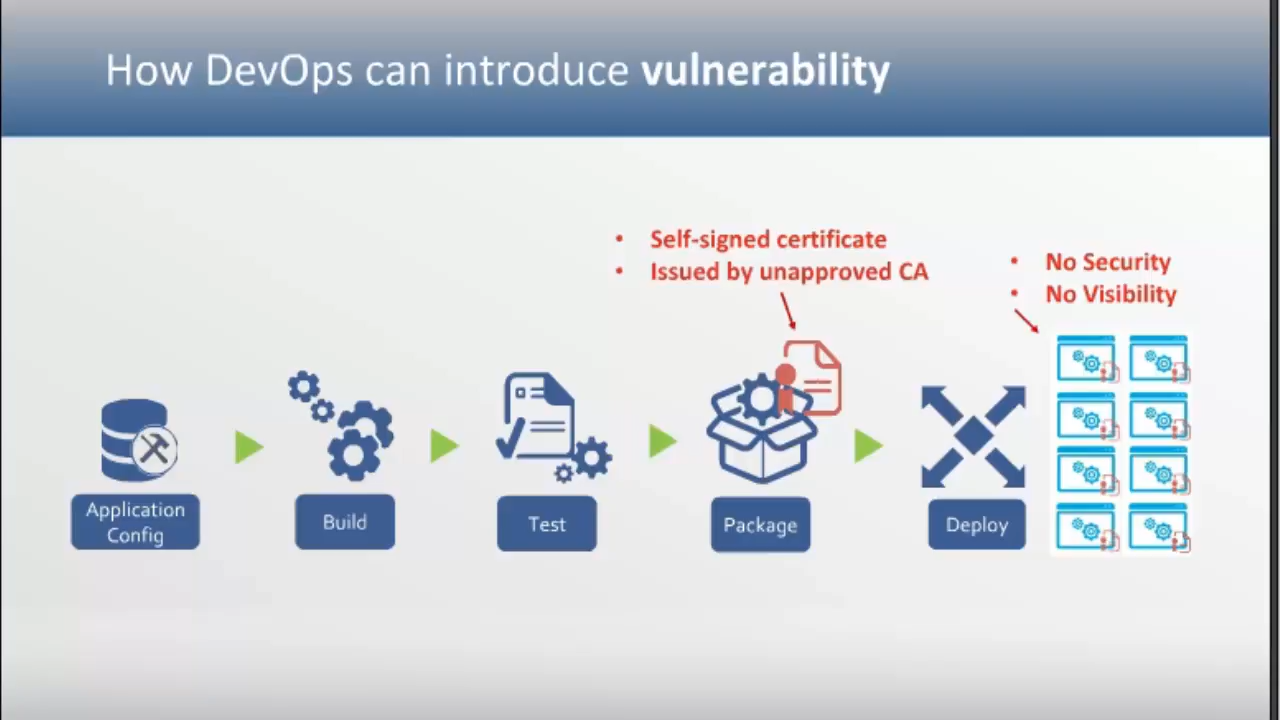 How DevOps can introduce vulnerability
• Self-signed certificate
• Issued by unapproved CA
• No Security
• No Visibility
Application
Config
Build
Test
Package
Deploy